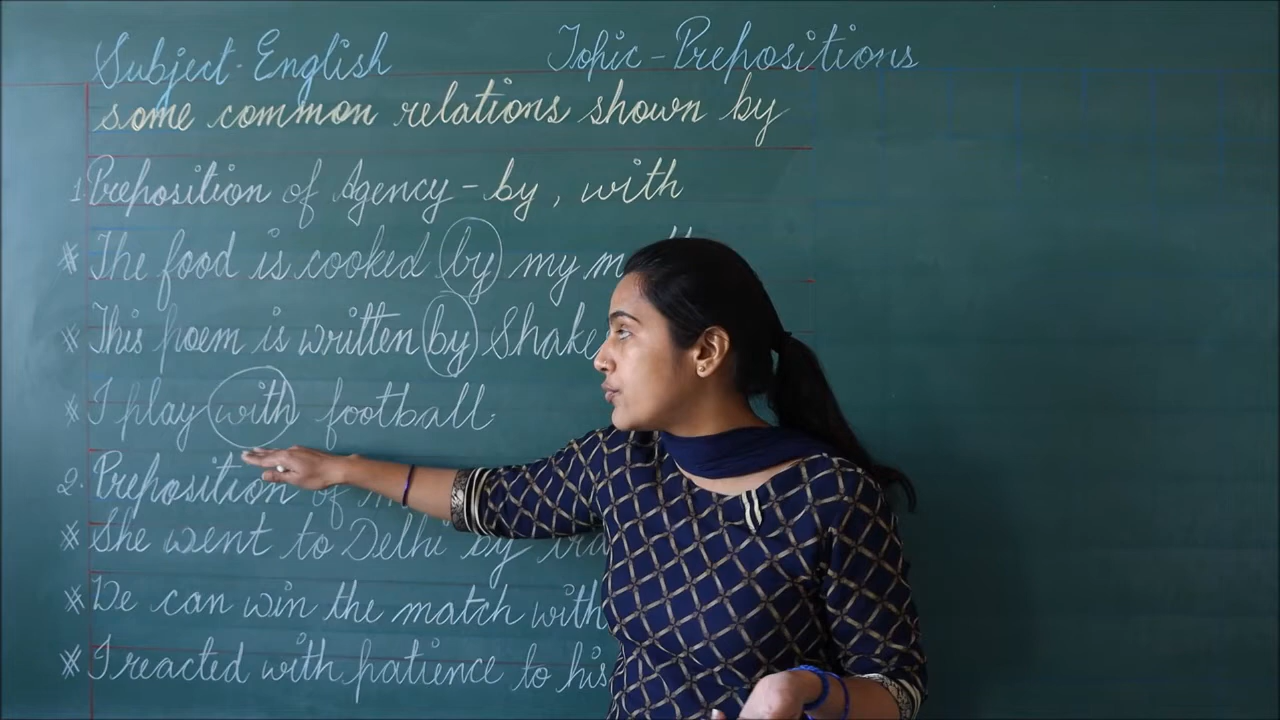 Subject-English Topic-Prepositions
some common relations shown by
1. Preposition of Agency - by, with
* The food is cooked by my
* This poem is written by
* I play with football.
2. Preposition of
* She went to Delhi by
* We can win the match with
* I reacted with patience to his